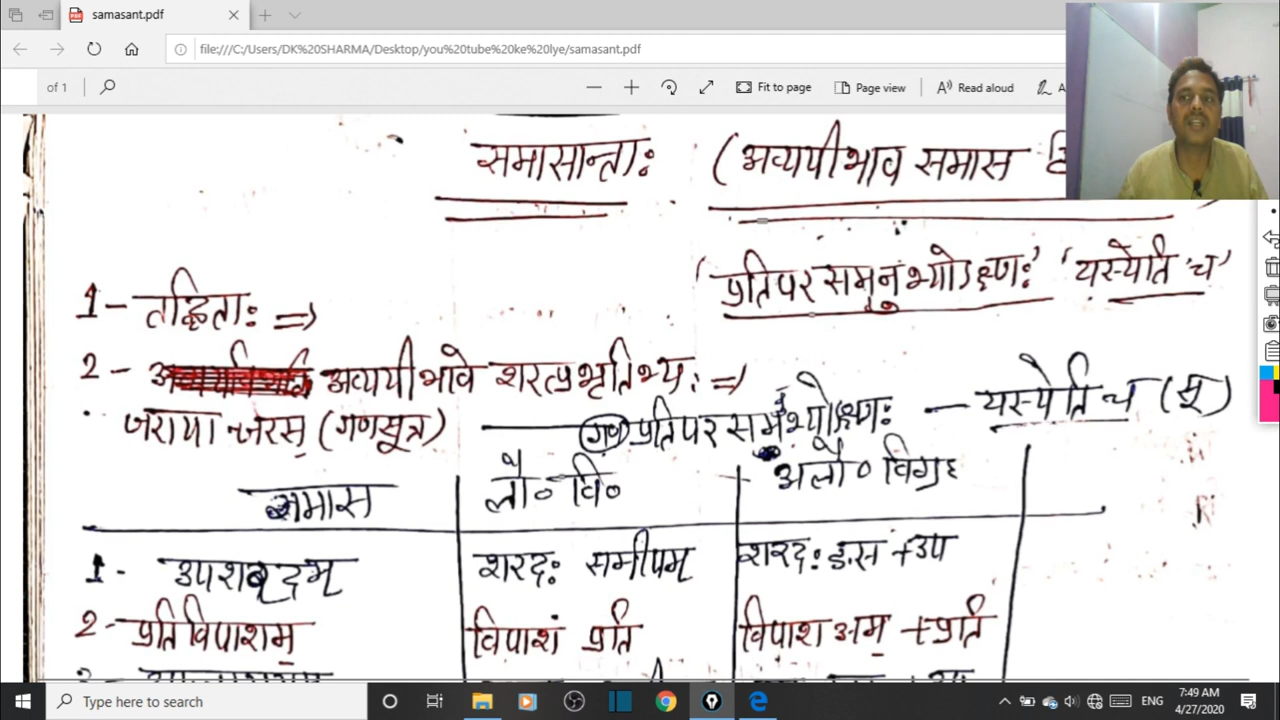 samasant.pdf
file:///C:/Users/DK%20SHARMA/Desktop/you%20tube%20ke%20lye/samasant.pdf
of 1
Fit to page
Page view
Read aloud
समासान्ताः (अव्ययीभाव समास
'प्रतिपरसमनुभ्योऽक्ष्णः' 'यस्येति च'
1- तद्धिताः ⇒
2- अव्ययीभावे शरत्प्रभृतिभ्यः ⇒
जराया जरस् (गणसूत्र) (गण) प्रतिपरसमनुभ्योऽक्ष्णः — यस्येति च (सू)
समास लौ० वि० अलौ० विग्रह
1- उपशरदम् शरदः समीपम् शरदः ङस् +उप
2- प्रतिविपाशम् विपाशं प्रति विपाश अम् +प्रति
Type here to search
ENG
7:49 AM
4/27/2020